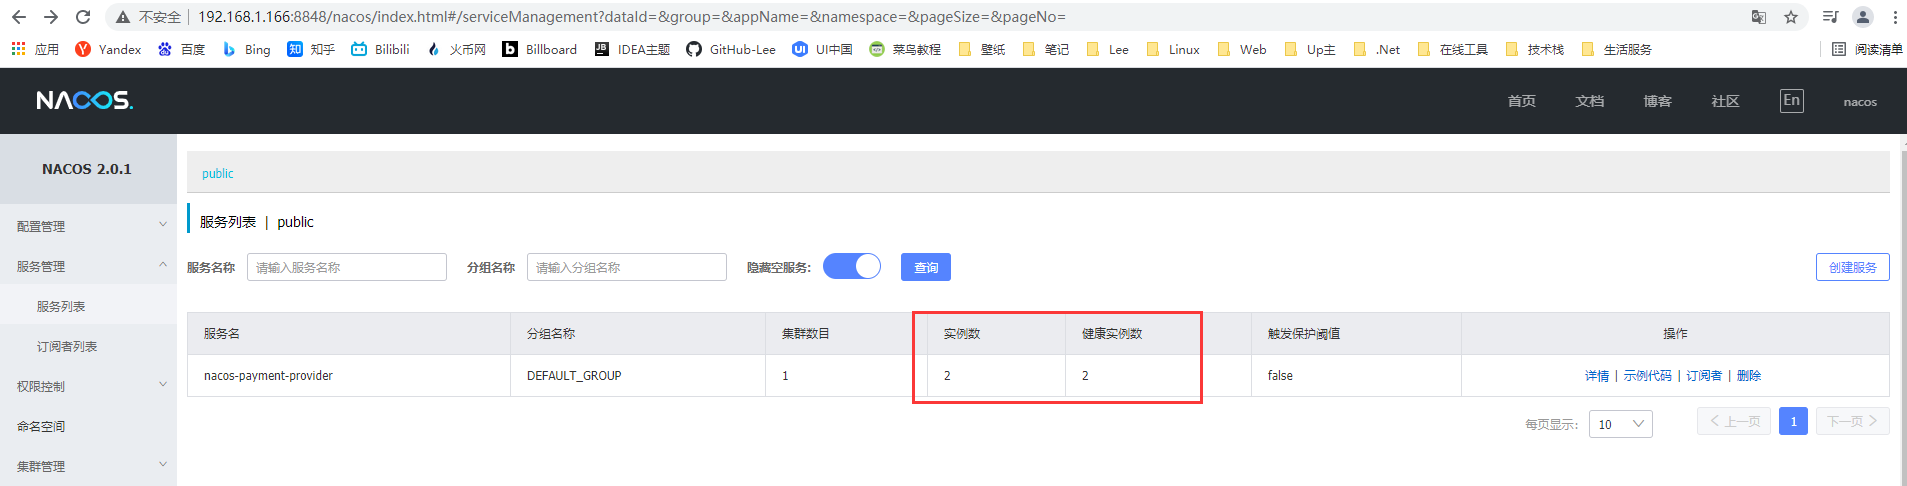 不安全 | 192.168.1.166:8848/nacos/index.html#/serviceManagement?dataId=&group=&appName=&namespace=&pageSize=&pageNo=
应用 Yandex 百度 Bing 知乎 Bilibili 火币网 Billboard IDEA主题 GitHub-Lee UI中国 菜鸟教程 壁纸 笔记 Lee Linux Web Up主 .Net 在线工具 技术栈 生活服务 阅读清单
NACOS. 首页 文档 博客 社区 En nacos
NACOS 2.0.1
配置管理
服务管理
服务列表
订阅者列表
权限控制
命名空间
集群管理
public
服务列表 | public
服务名称 请输入服务名称 分组名称 请输入分组名称 隐藏空服务: 查询 创建服务
服务名 分组名称 集群数目 实例数 健康实例数 触发保护阈值 操作
nacos-payment-provider DEFAULT_GROUP 1 2 2 false 详情 | 示例代码 | 订阅者 | 删除
每页显示: 10 上一页 1 下一页